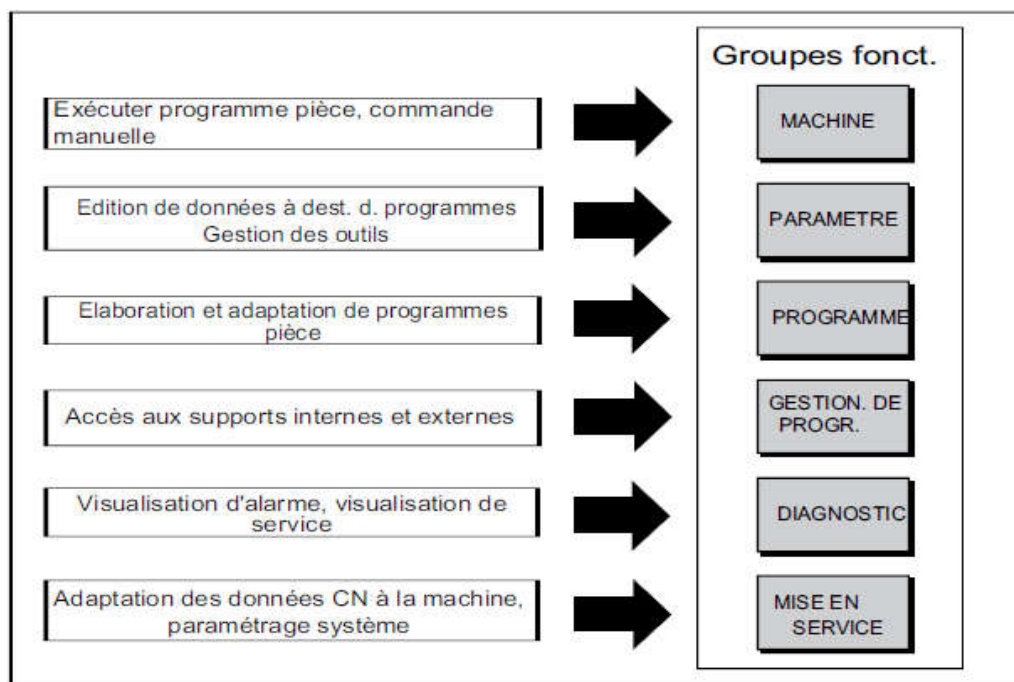 Groupes fonct.
Exécuter programme pièce, commande
manuelle
MACHINE
Edition de données à dest. d. programmes
Gestion des outils
PARAMETRE
Elaboration et adaptation de programmes
pièce
PROGRAMME
Accès aux supports internes et externes
GESTION. DE
PROGR.
Visualisation d'alarme, visualisation de
service
DIAGNOSTIC
Adaptation des données CN à la machine,
paramétrage système
MISE EN
SERVICE